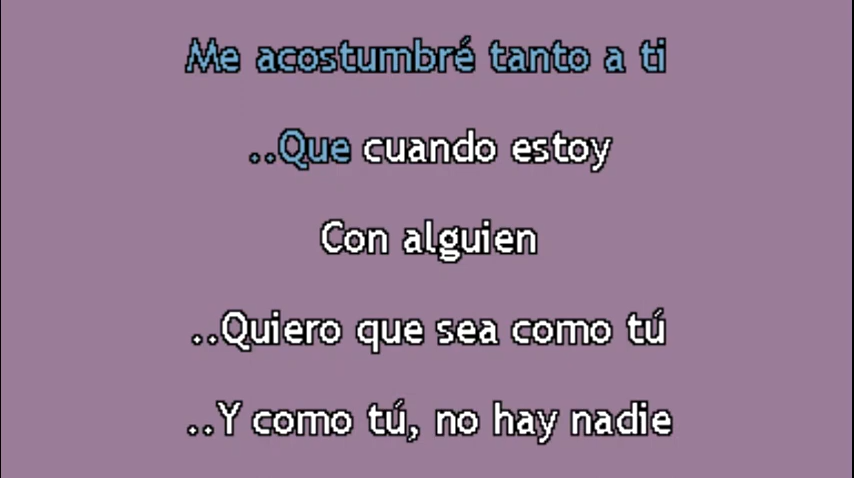 Me acostumbré tanto a ti
..Que cuando estoy
Con alguien
..Quiero que sea como tú
..Y como tú, no hay nadie